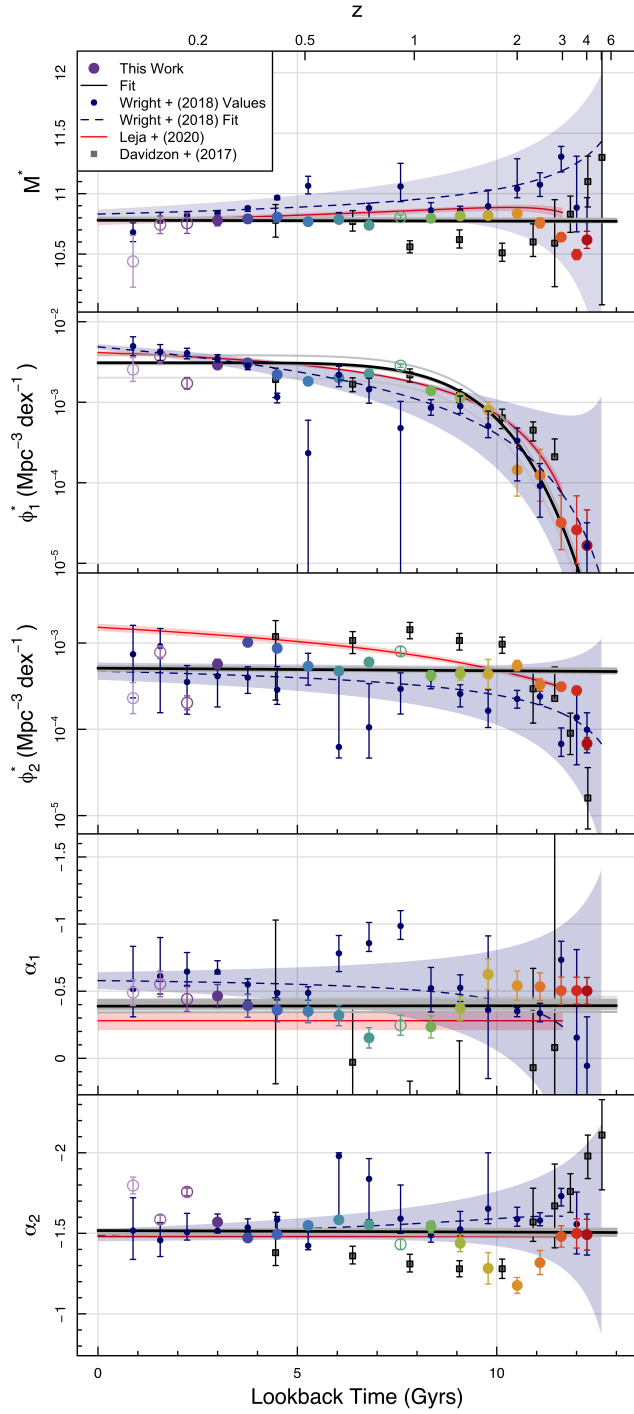 z
0.2 0.5 1 2 3 4 6
This Work
Fit
Wright + (2018) Values
Wright + (2018) Fit
Leja + (2020)
Davidzon + (2017)
M*
12
11.5
11
10.5
ϕ*1 (Mpc−3 dex−1)
10−2
10−3
10−4
10−5
ϕ*2 (Mpc−3 dex−1)
10−3
10−4
10−5
α1
−1.5
−1
−0.5
0
α2
−2
−1.5
−1
0 5 10
Lookback Time (Gyrs)